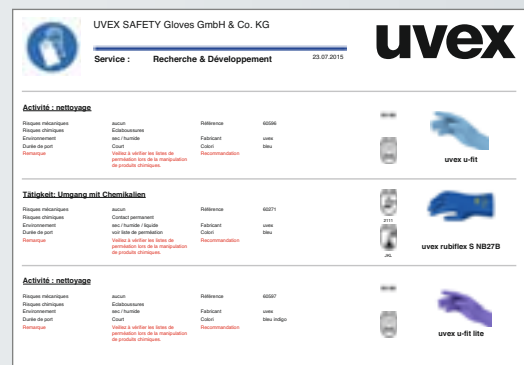 UVEX SAFETY Gloves GmbH & Co. KG
uvex
Service : Recherche & Développement 23.07.2015
Activité : nettoyage
Risques mécaniques aucun Référence 60596
Risques chimiques Eclaboussures
Environnement sec / humide Fabricant uvex
Durée de port Court Colori bleu
Remarque Veillez à vérifier les listes de Recommandation
perméation lors de la manipulation
de produits chimiques.
uvex u-fit
Tätigkeit: Umgang mit Chemikalien
Risques mécaniques aucun Référence 60271
Risques chimiques Contact permanent
Environnement sec / humide / liquide Fabricant uvex
Durée de port voir liste de perméation Colori bleu
Remarque Veillez à vérifier les listes de Recommandation
perméation lors de la manipulation
de produits chimiques.
JKL
uvex rubiflex S NB27B
Activité : nettoyage
Risques mécaniques aucun Référence 60597
Risques chimiques Eclaboussures
Environnement sec / humide Fabricant uvex
Durée de port Court Colori bleu indigo
Remarque Veillez à vérifier les listes de Recommandation
perméation lors de la manipulation
de produits chimiques.
uvex u-fit lite